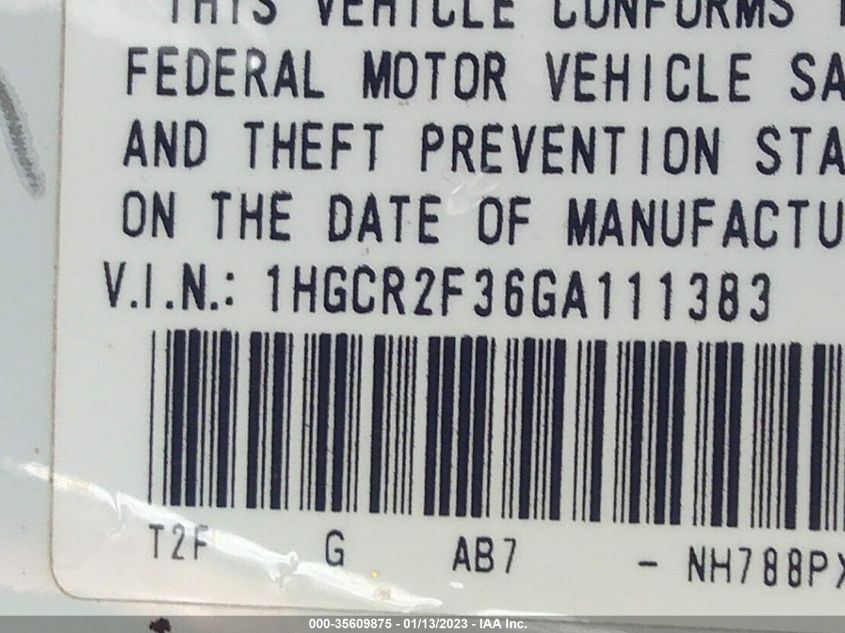 THIS VEHICLE CONFORMS
FEDERAL MOTOR VEHICLE SA
AND THEFT PREVENTION STA
ON THE DATE OF MANUFACTU
V.I.N.: 1HGCR2F36GA111383
T2F G AB7 - NH788PX
000-35609875 - 01/13/2023 - IAA Inc.